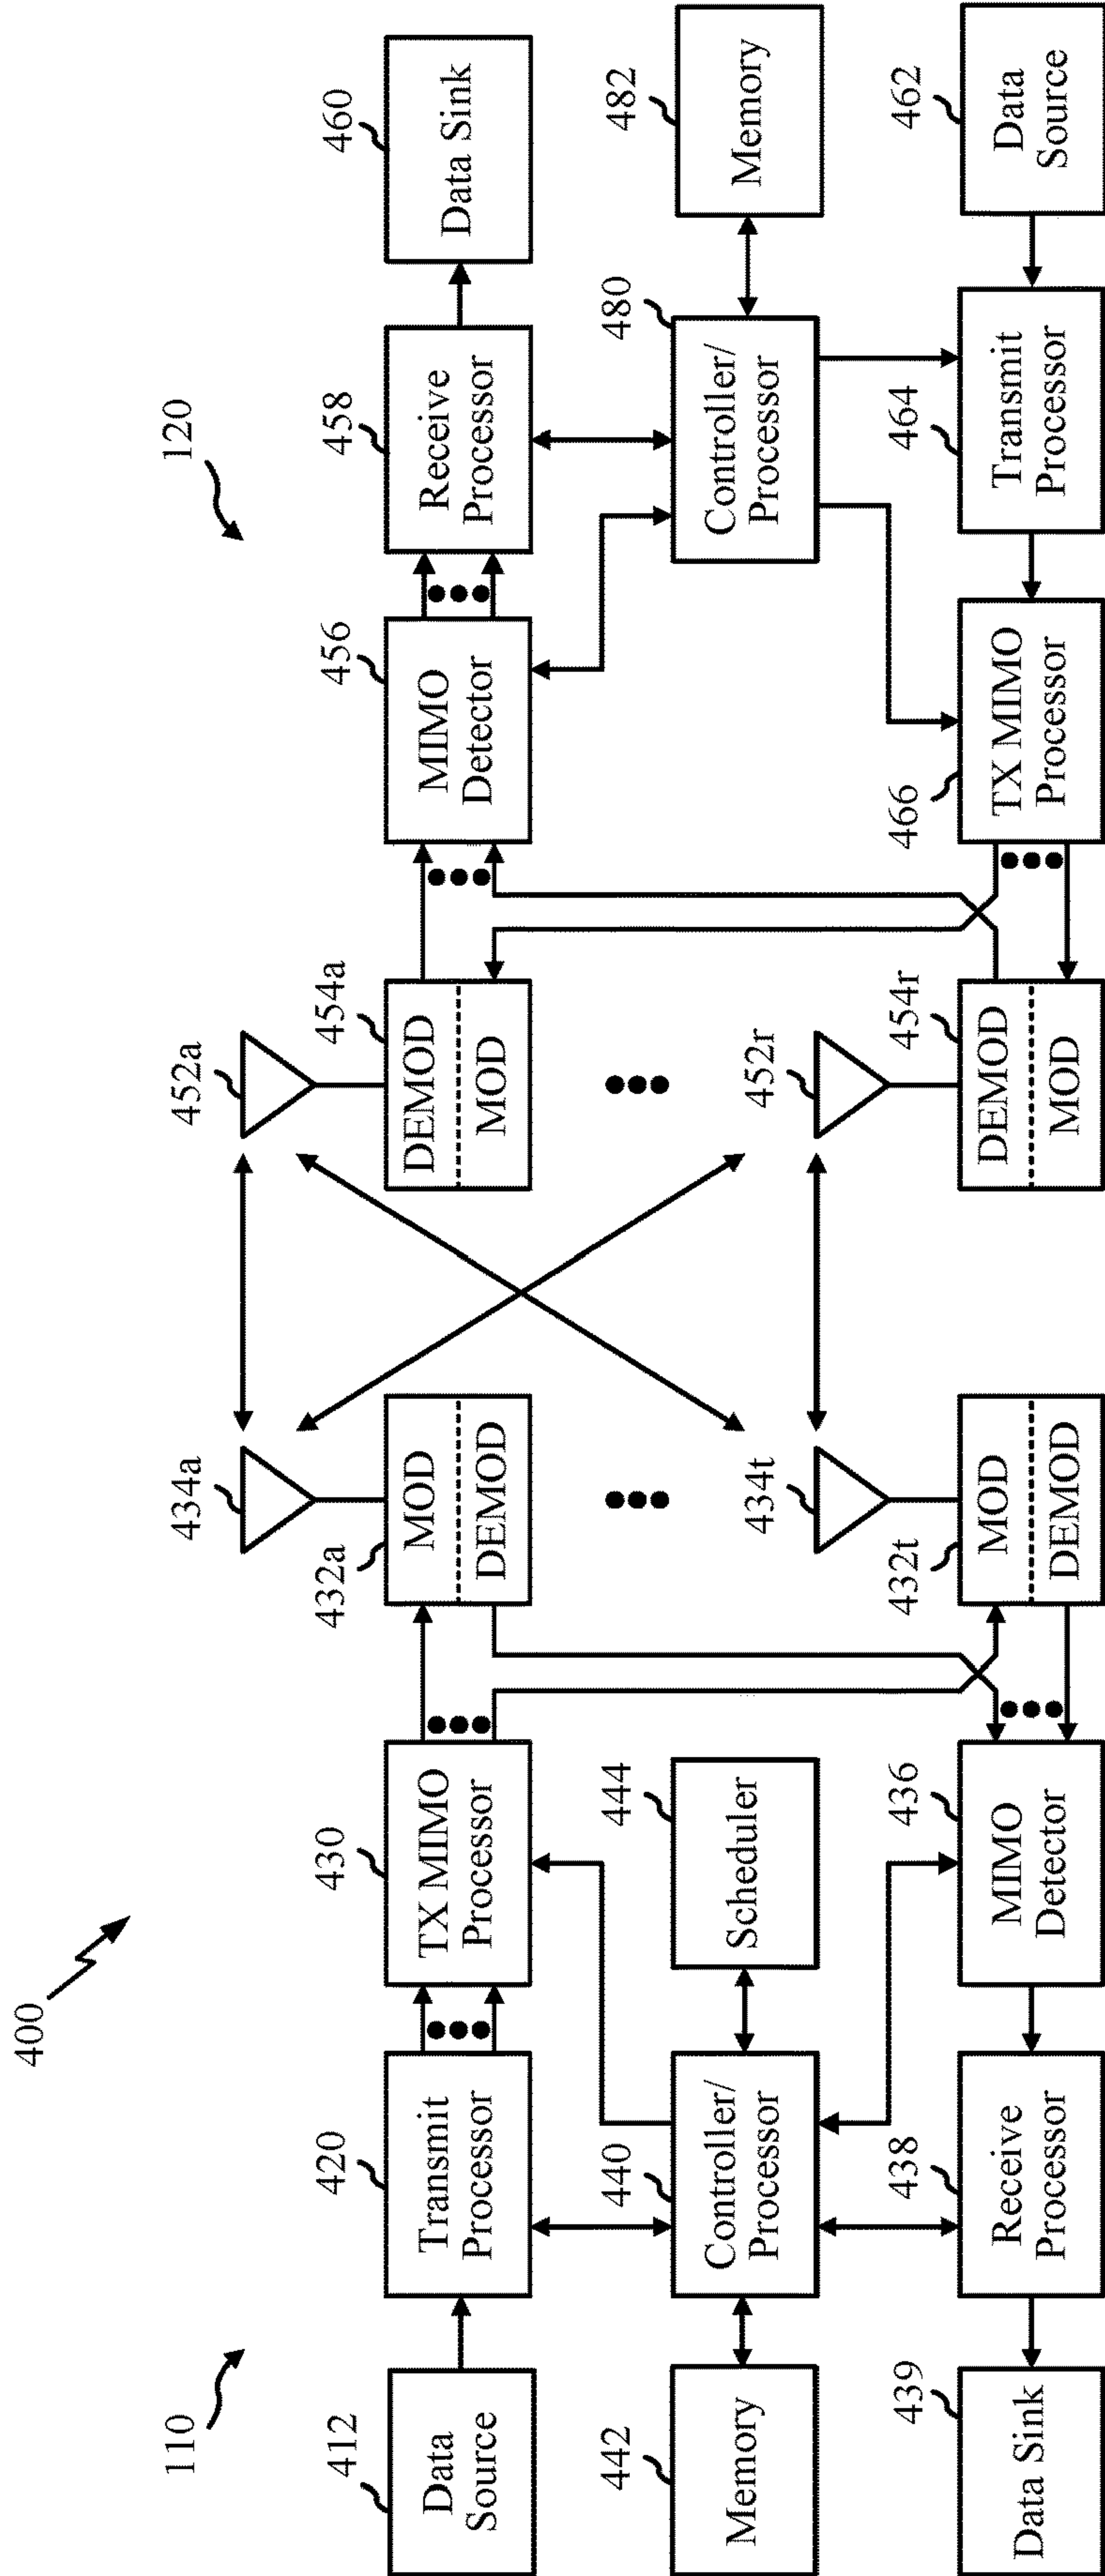 400
110
120
412
Data
Source
420
Transmit
Processor
430
TX MIMO
Processor
432a
MOD
DEMOD
434a
452a
454a
DEMOD
MOD
456
MIMO
Detector
458
Receive
Processor
460
Data Sink
442
Memory
440
Controller/
Processor
444
Scheduler
480
Controller/
Processor
482
Memory
439
Data Sink
438
Receive
Processor
436
MIMO
Detector
432t
MOD
DEMOD
434t
452r
454r
DEMOD
MOD
466
TX MIMO
Processor
464
Transmit
Processor
462
Data
Source